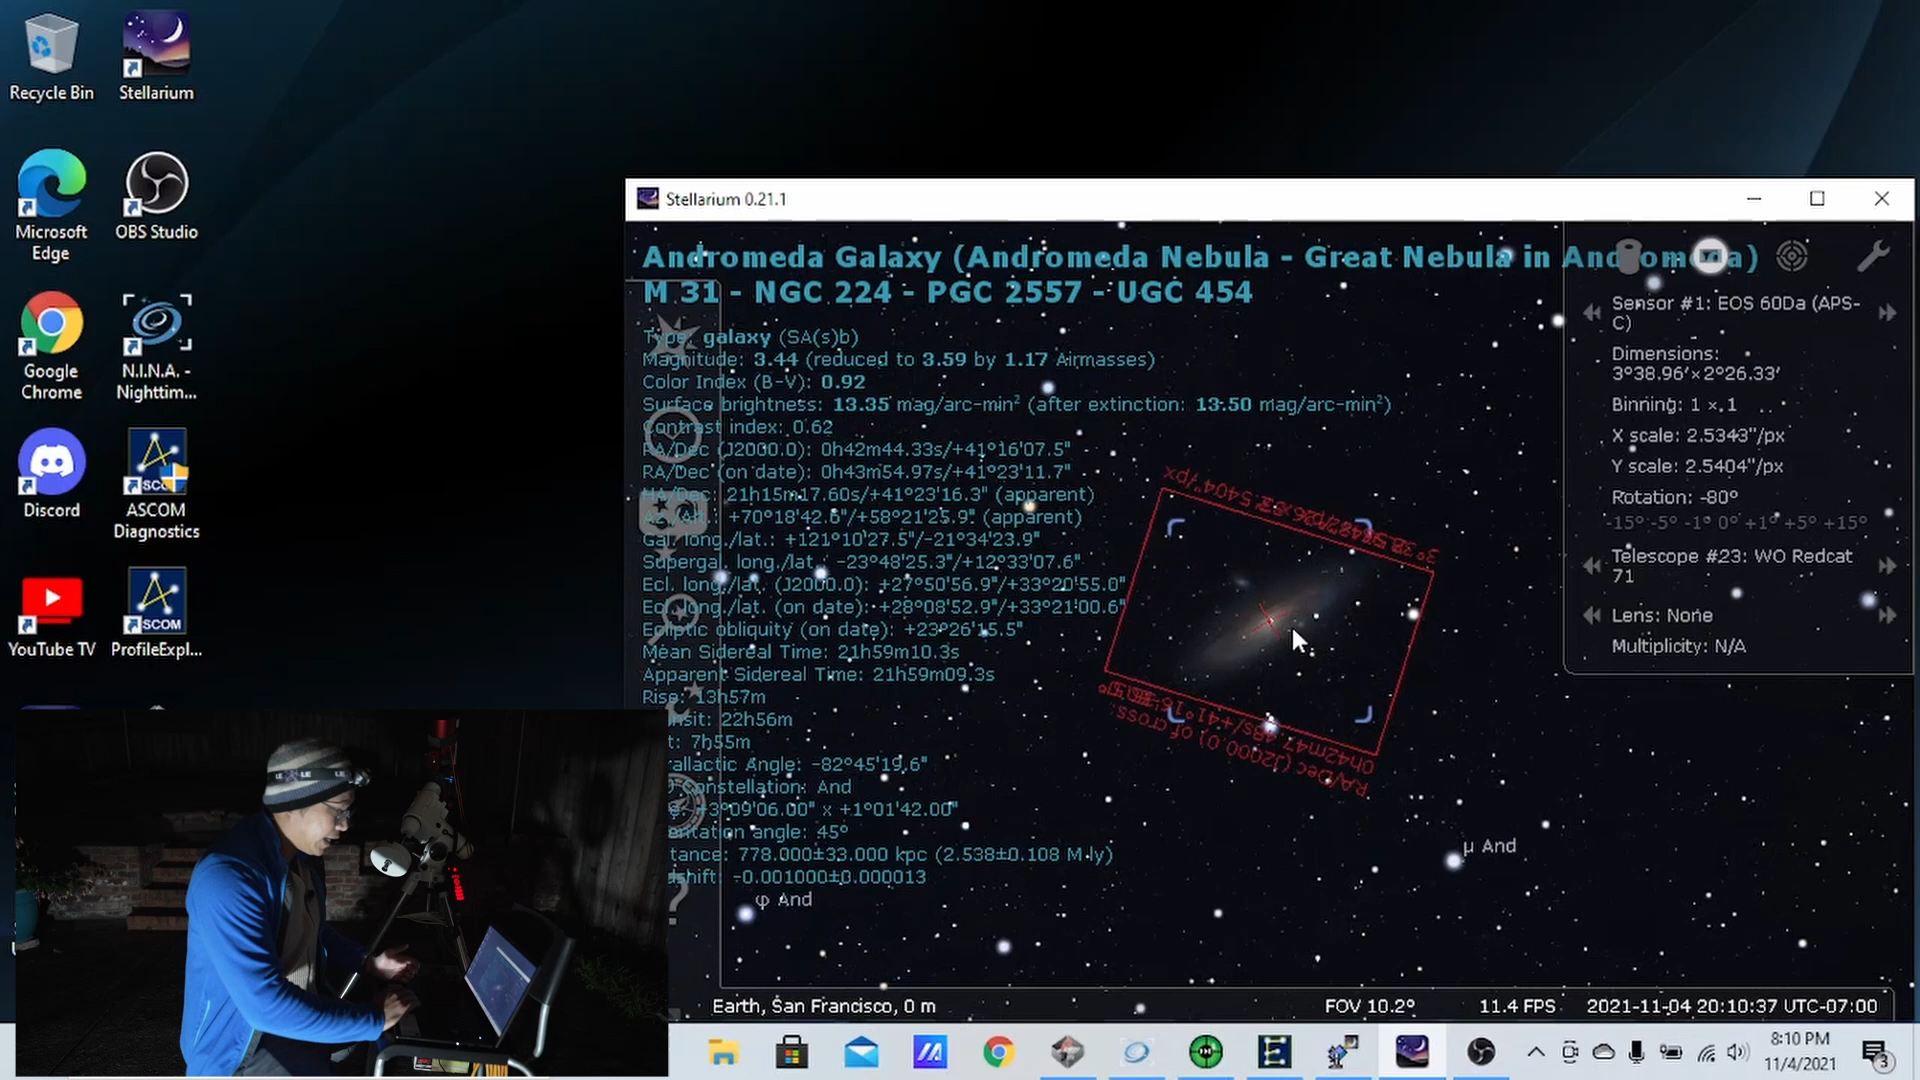 Recycle Bin
Stellarium
Microsoft
Edge
OBS Studio
Google
Chrome
N.I.N.A. -
Nighttim...
Discord
ASCOM
Diagnostics
YouTube TV
ProfileExpl...
Stellarium 0.21.1
Andromeda Galaxy (Andromeda Nebula - Great Nebula in Andromeda)
M 31 - NGC 224 - PGC 2557 - UGC 454
Type: galaxy (SA(s)b)
Magnitude: 3.44 (reduced to 3.59 by 1.17 Airmasses)
Color Index (B-V): 0.92
Surface brightness: 13.35 mag/arc-min² (after extinction: 13.50 mag/arc-min²)
Contrast index: 0.62
RA/Dec (J2000.0): 0h42m44.33s/+41°16'07.5"
RA/Dec (on date): 0h43m54.97s/+41°23'11.7"
HA/Dec: 21h15m17.60s/+41°23'16.3" (apparent)
Az./Alt.: +70°18'42.6"/+58°21'25.9" (apparent)
Gal. long./lat.: +121°10'27.5"/-21°34'23.9"
Supergal. long./lat.: -23°48'25.3"/+12°33'07.6"
Ecl. long./lat. (J2000.0): +27°50'56.9"/+33°20'55.0"
Ecl. long./lat. (on date): +28°08'52.9"/+33°21'00.6"
Ecliptic obliquity (on date): +23°26'15.5"
Mean Sidereal Time: 21h59m10.3s
Apparent Sidereal Time: 21h59m09.3s
Rise: 13h57m
nsit: 22h56m
t: 7h55m
rallactic Angle: -82°45'19.6"
Constellation: And
+3°09'06.00" x +1°01'42.00"
entation angle: 45°
tance: 778.000±33.000 kpc (2.538±0.108 M ly)
dshift: -0.001000±0.000013
φ And
μ And
RA/Dec (J2000.0) of cross:
Sensor #1: EOS 60Da (APS-
C)
Dimensions:
3°38.96'×2°26.33'
Binning: 1 × 1
X scale: 2.5343"/px
Y scale: 2.5404"/px
Rotation: -80°
-15° -5° -1° 0° +1° +5° +15°
Telescope #23: WO Redcat
71
Lens: None
Multiplicity: N/A
Earth, San Francisco, 0 m
FOV 10.2°
11.4 FPS
2021-11-04 20:10:37 UTC-07:00
8:10 PM
11/4/2021
3